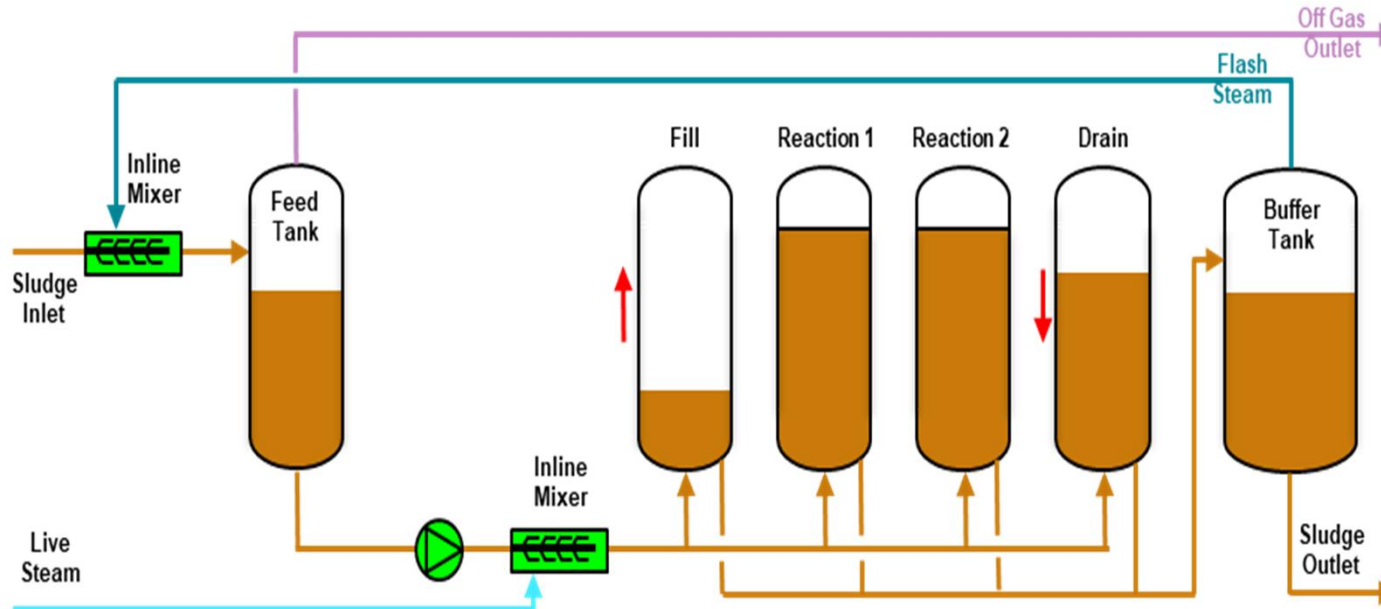 Off Gas
Outlet
Flash
Steam
Fill
Reaction 1
Reaction 2
Drain
Inline
Mixer
Feed
Tank
Buffer
Tank
Sludge
Inlet
Inline
Mixer
Live
Steam
Sludge
Outlet